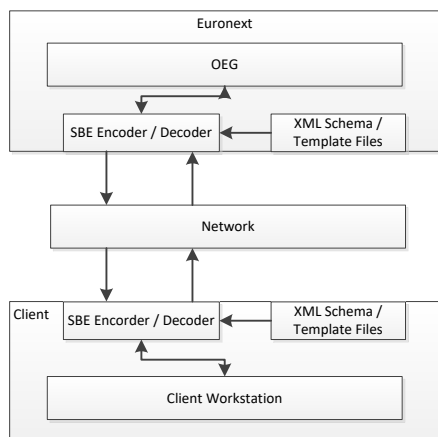 Euronext
OEG
SBE Encoder / Decoder
XML Schema /
Template Files
Network
Client
SBE Encorder / Decoder
XML Schema /
Template Files
Client Workstation